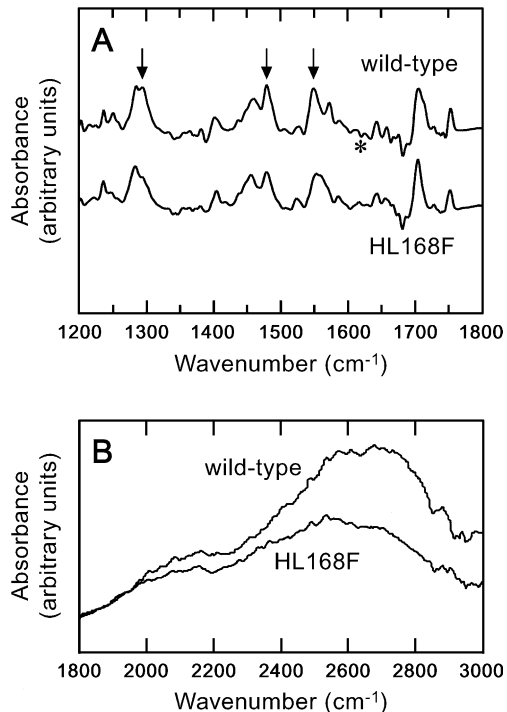 A
wild-type
*
HL168F
Absorbance
(arbitrary units)
1200 1300 1400 1500 1600 1700 1800
Wavenumber (cm-1)
B
wild-type
HL168F
Absorbance
(arbitrary units)
1800 2000 2200 2400 2600 2800 3000
Wavenumber (cm-1)